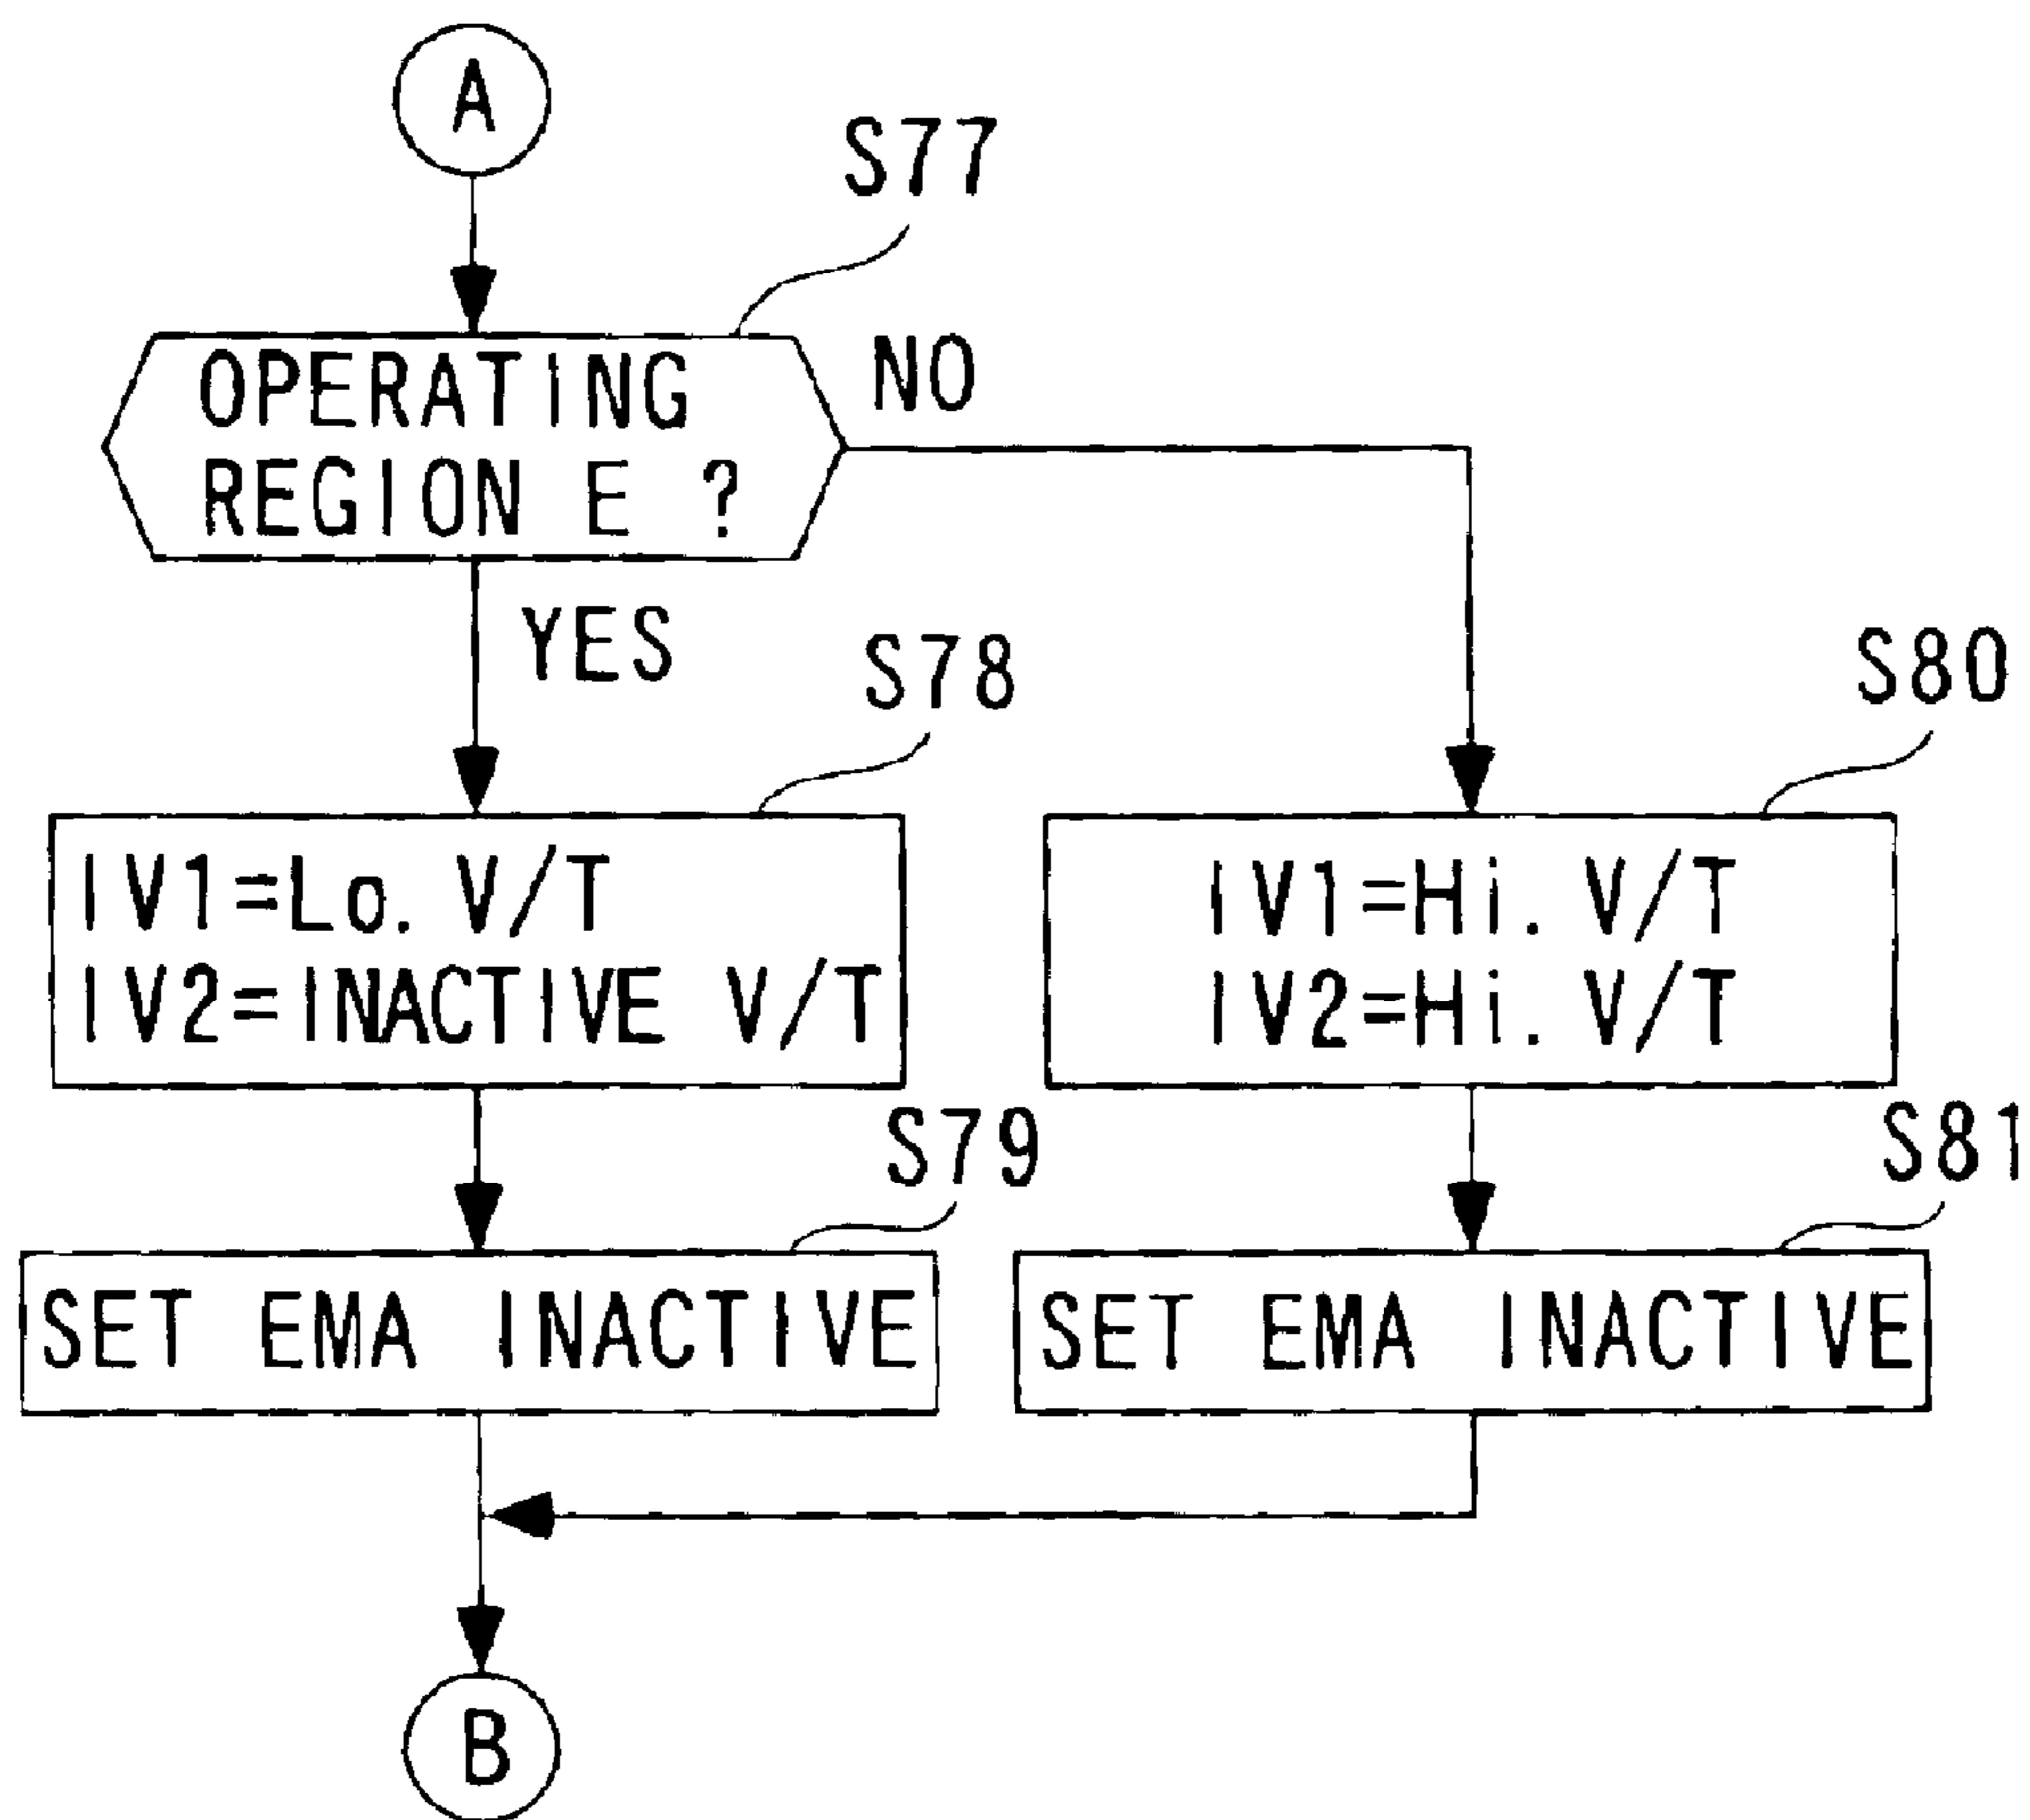 A
S77
OPERATING
REGION E ?
NO
YES
S78
S80
IV1=Lo. V/T
IV2=INACTIVE V/T
IV1=Hi. V/T
IV2=Hi. V/T
S79
S81
SET EMA INACTIVE
SET EMA INACTIVE
B